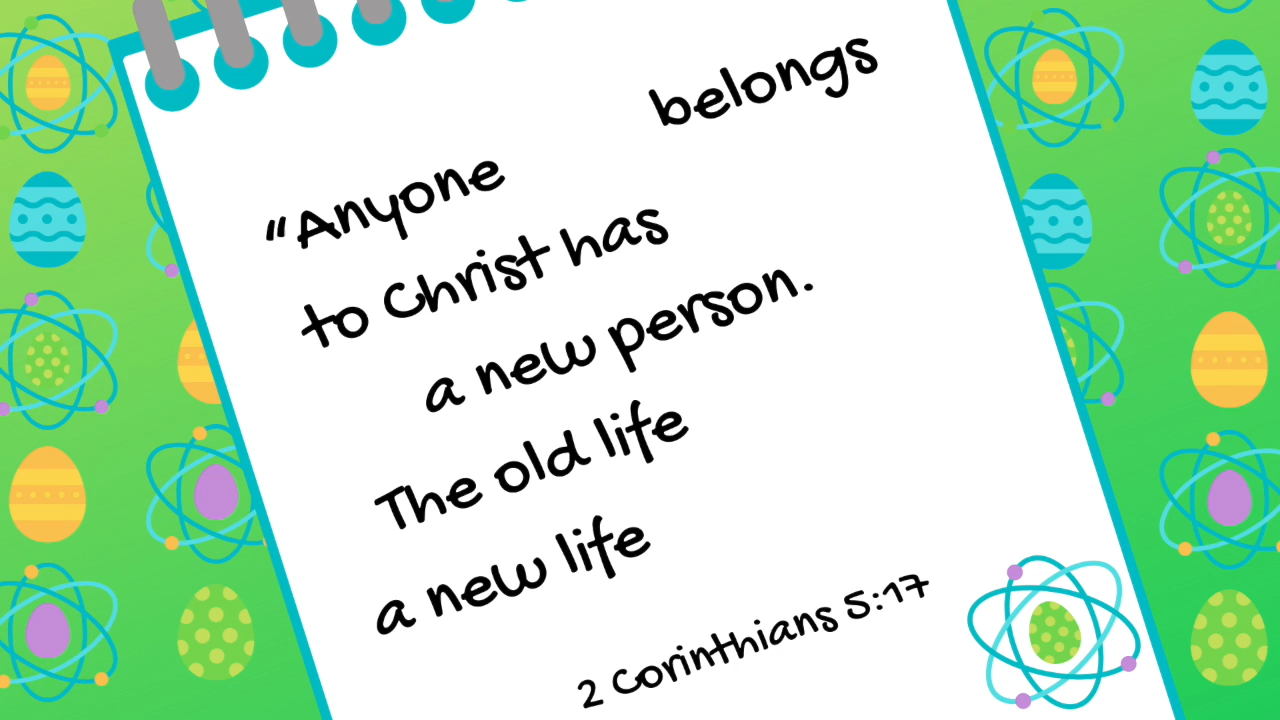 "Anyone belongs
to Christ has
a new person.
The old life
a new life
2 Corinthians 5:17